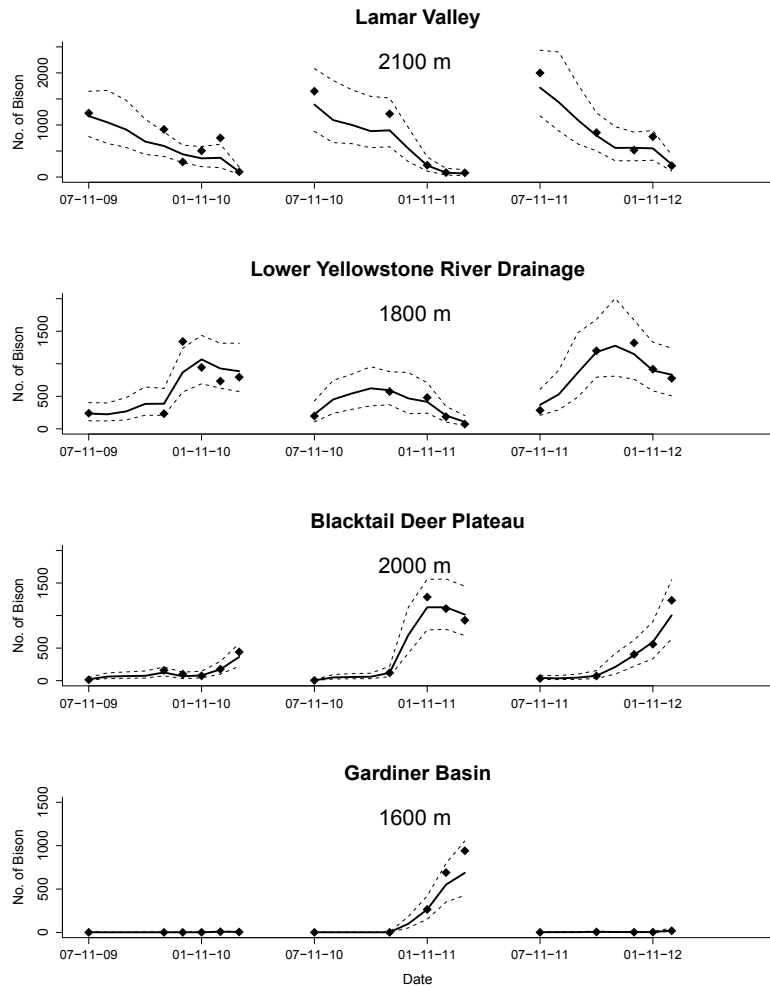 Lamar Valley
2100 m
No. of Bison
2000
1000
0
07−11−09
01−11−10
07−11−10
01−11−11
07−11−11
01−11−12
Lower Yellowstone River Drainage
1800 m
No. of Bison
1500
500
0
07−11−09
01−11−10
07−11−10
01−11−11
07−11−11
01−11−12
Blacktail Deer Plateau
2000 m
No. of Bison
1500
500
0
07−11−09
01−11−10
07−11−10
01−11−11
07−11−11
01−11−12
Gardiner Basin
1600 m
No. of Bison
1500
1000
500
0
07−11−09
01−11−10
07−11−10
01−11−11
07−11−11
01−11−12
Date